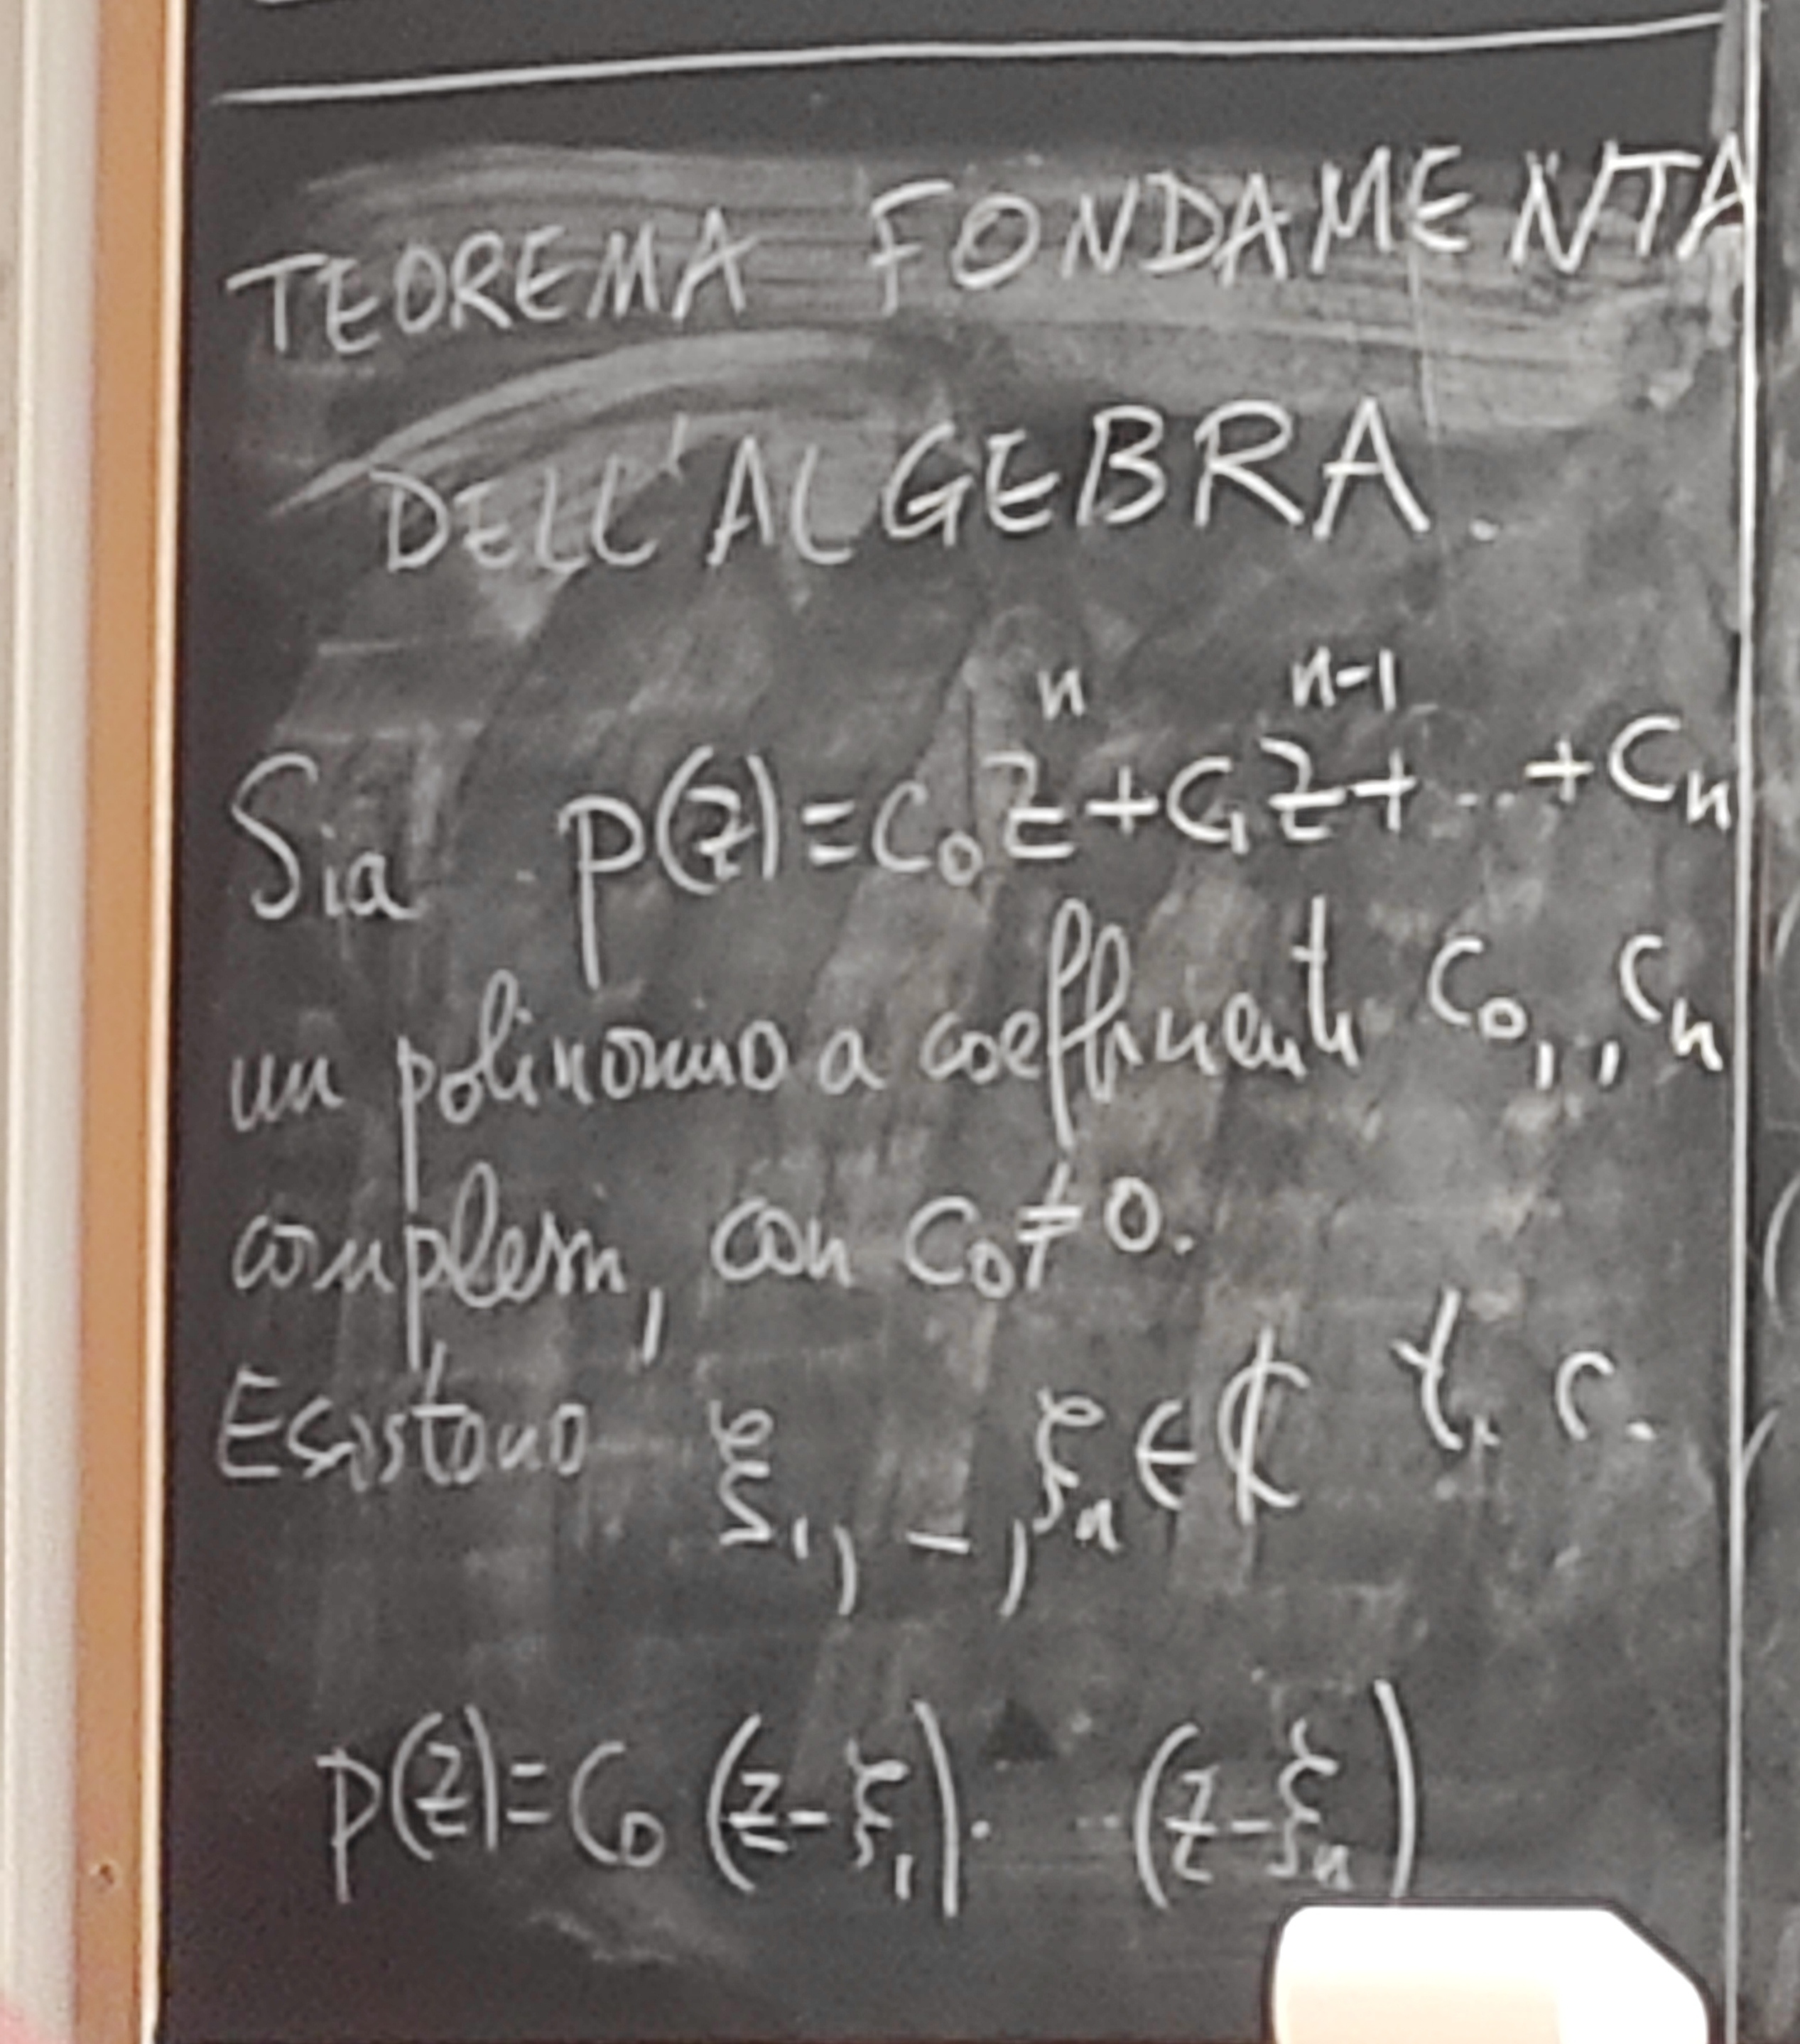 TEOREMA FONDAMENTA
DELL'ALGEBRA.
Sia p(z)=c₀zⁿ+c₁zⁿ⁻¹+...+cₙ
un polinomio a coefficienti c₀,,cₙ
complessi, con c₀≠0.
Esistono ξ₁,-,ξₙ∈ℂ t.c.
p(z)=c₀(z-ξ₁)·...(z-ξₙ)